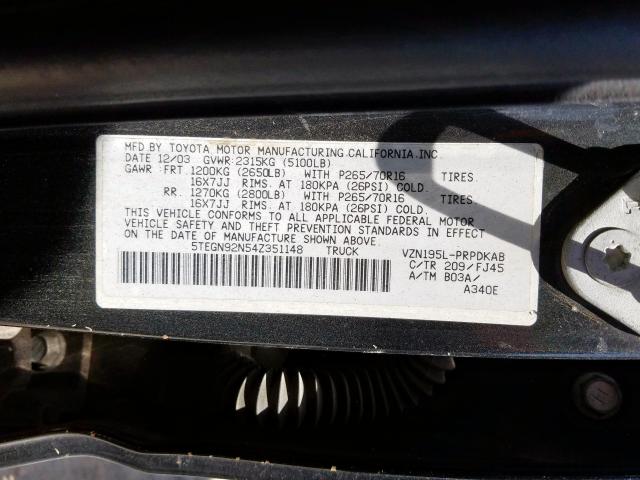 MFD BY TOYOTA MOTOR MANUFACTURING.CALIFORNIA.INC.
DATE 12/03 GVWR:2315KG (5100LB)
GAWR: FRT. 1200KG (2650LB) WITH P265/70R16 TIRES.
16X7JJ RIMS. AT 180KPA (26PSI) COLD.
RR. 1270KG (2800LB) WITH P265/70R16 TIRES.
16X7JJ RIMS. AT 180KPA (26PSI) COLD.
THIS VEHICLE CONFORMS TO ALL APPLICABLE FEDERAL MOTOR
VEHICLE SAFETY AND THEFT PREVENTION STANDARDS IN EFFECT
ON THE DATE OF MANUFACTURE SHOWN ABOVE.
5TEGN92N54Z351148 TRUCK VZN195L-PRPDKAB
C/TR 209/FJ45
A/TM B03A/
A340E